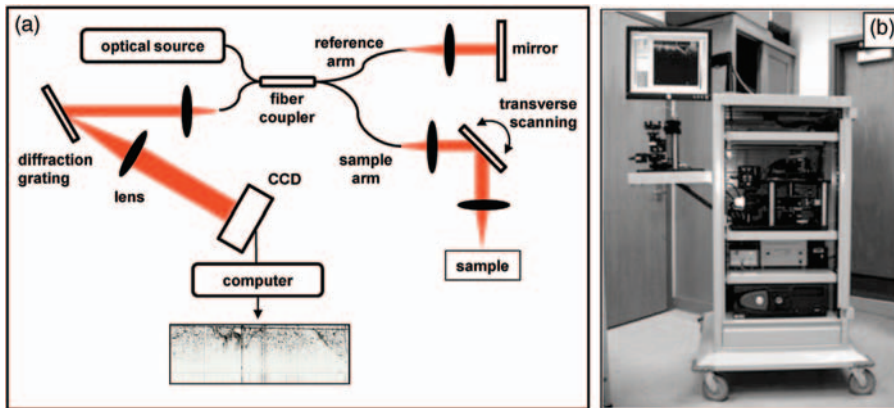 (a)
optical source
reference
arm
mirror
fiber
coupler
transverse
scanning
diffraction
grating
lens
CCD
sample
arm
computer
sample
(b)